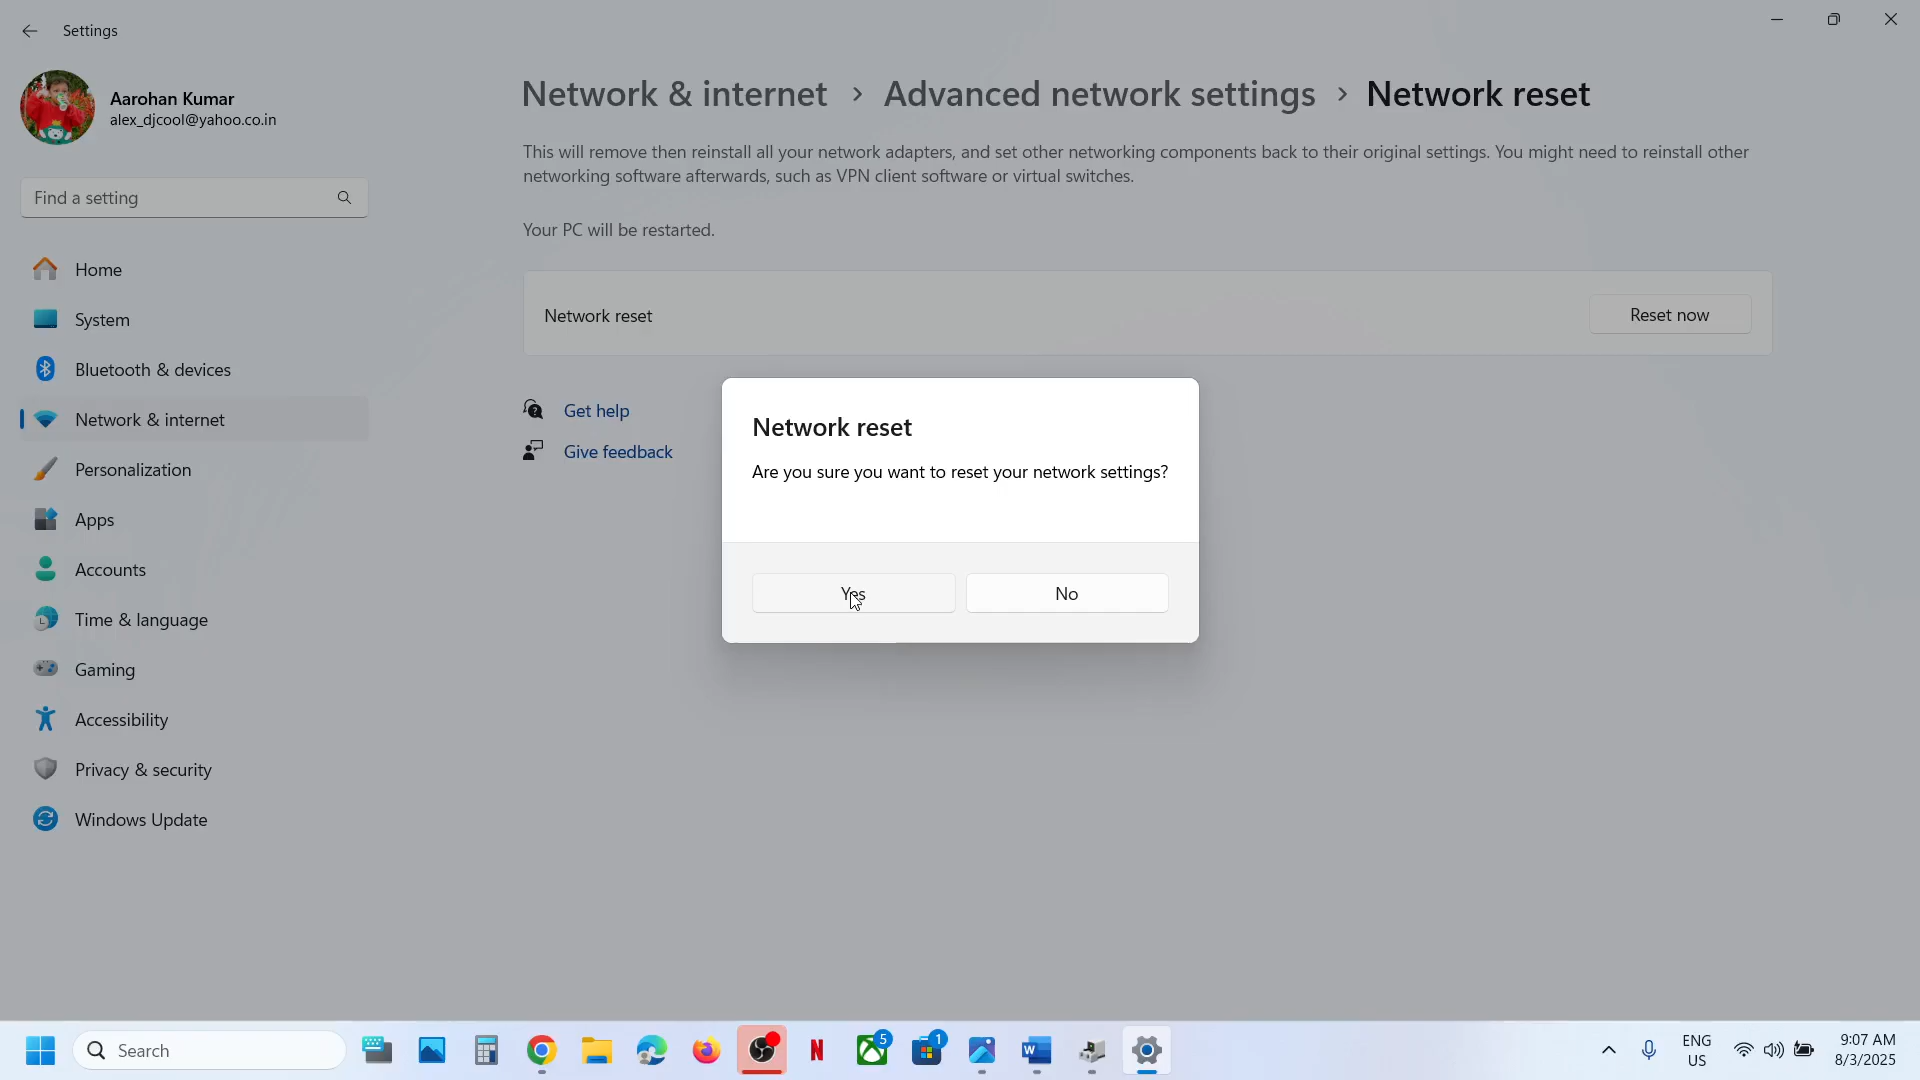 Settings
Aarohan Kumar
alex_djcool@yahoo.co.in
Find a setting
Home
System
Bluetooth & devices
Network & internet
Personalization
Apps
Accounts
Time & language
Gaming
Accessibility
Privacy & security
Windows Update
Network & internet > Advanced network settings > Network reset
This will remove then reinstall all your network adapters, and set other networking components back to their original settings. You might need to reinstall other
networking software afterwards, such as VPN client software or virtual switches.
Your PC will be restarted.
Network reset
Reset now
Get help
Give feedback
Network reset
Are you sure you want to reset your network settings?
Yes
No
Search
5
1
ENG
US
9:07 AM
8/3/2025